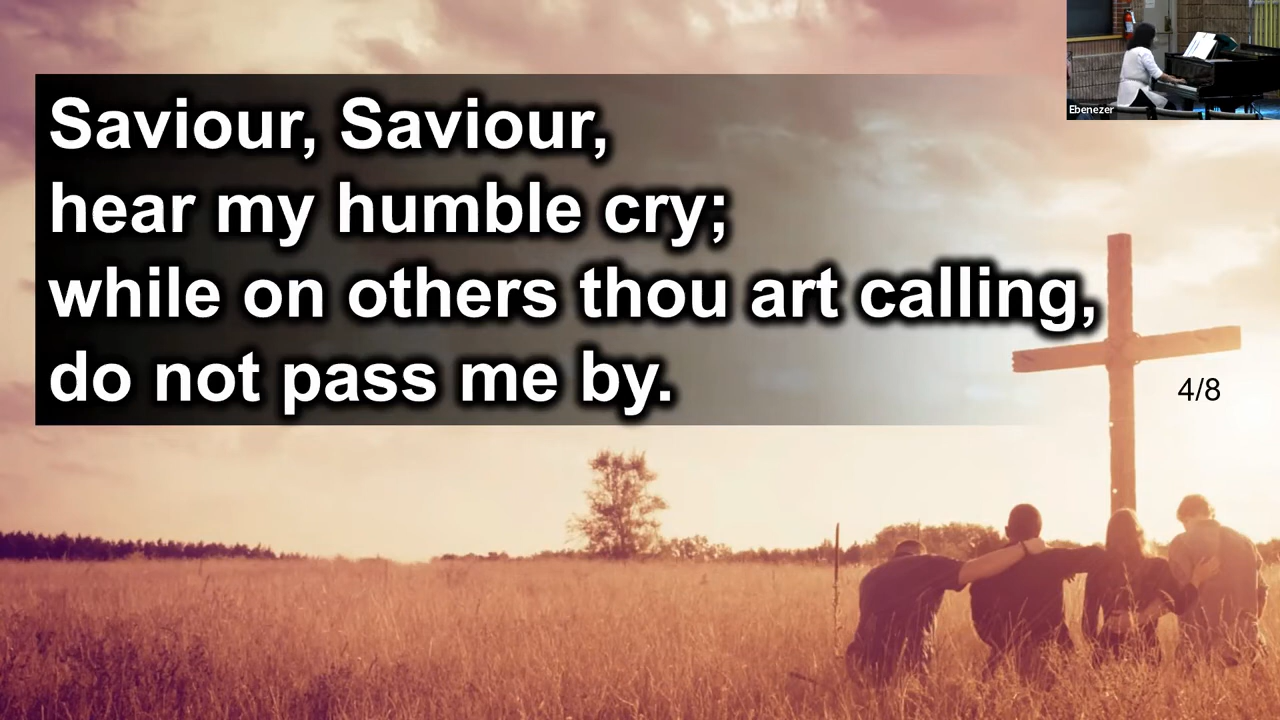 Saviour, Saviour,
hear my humble cry;
while on others thou art calling,
do not pass me by.
4/8
Ebenezer